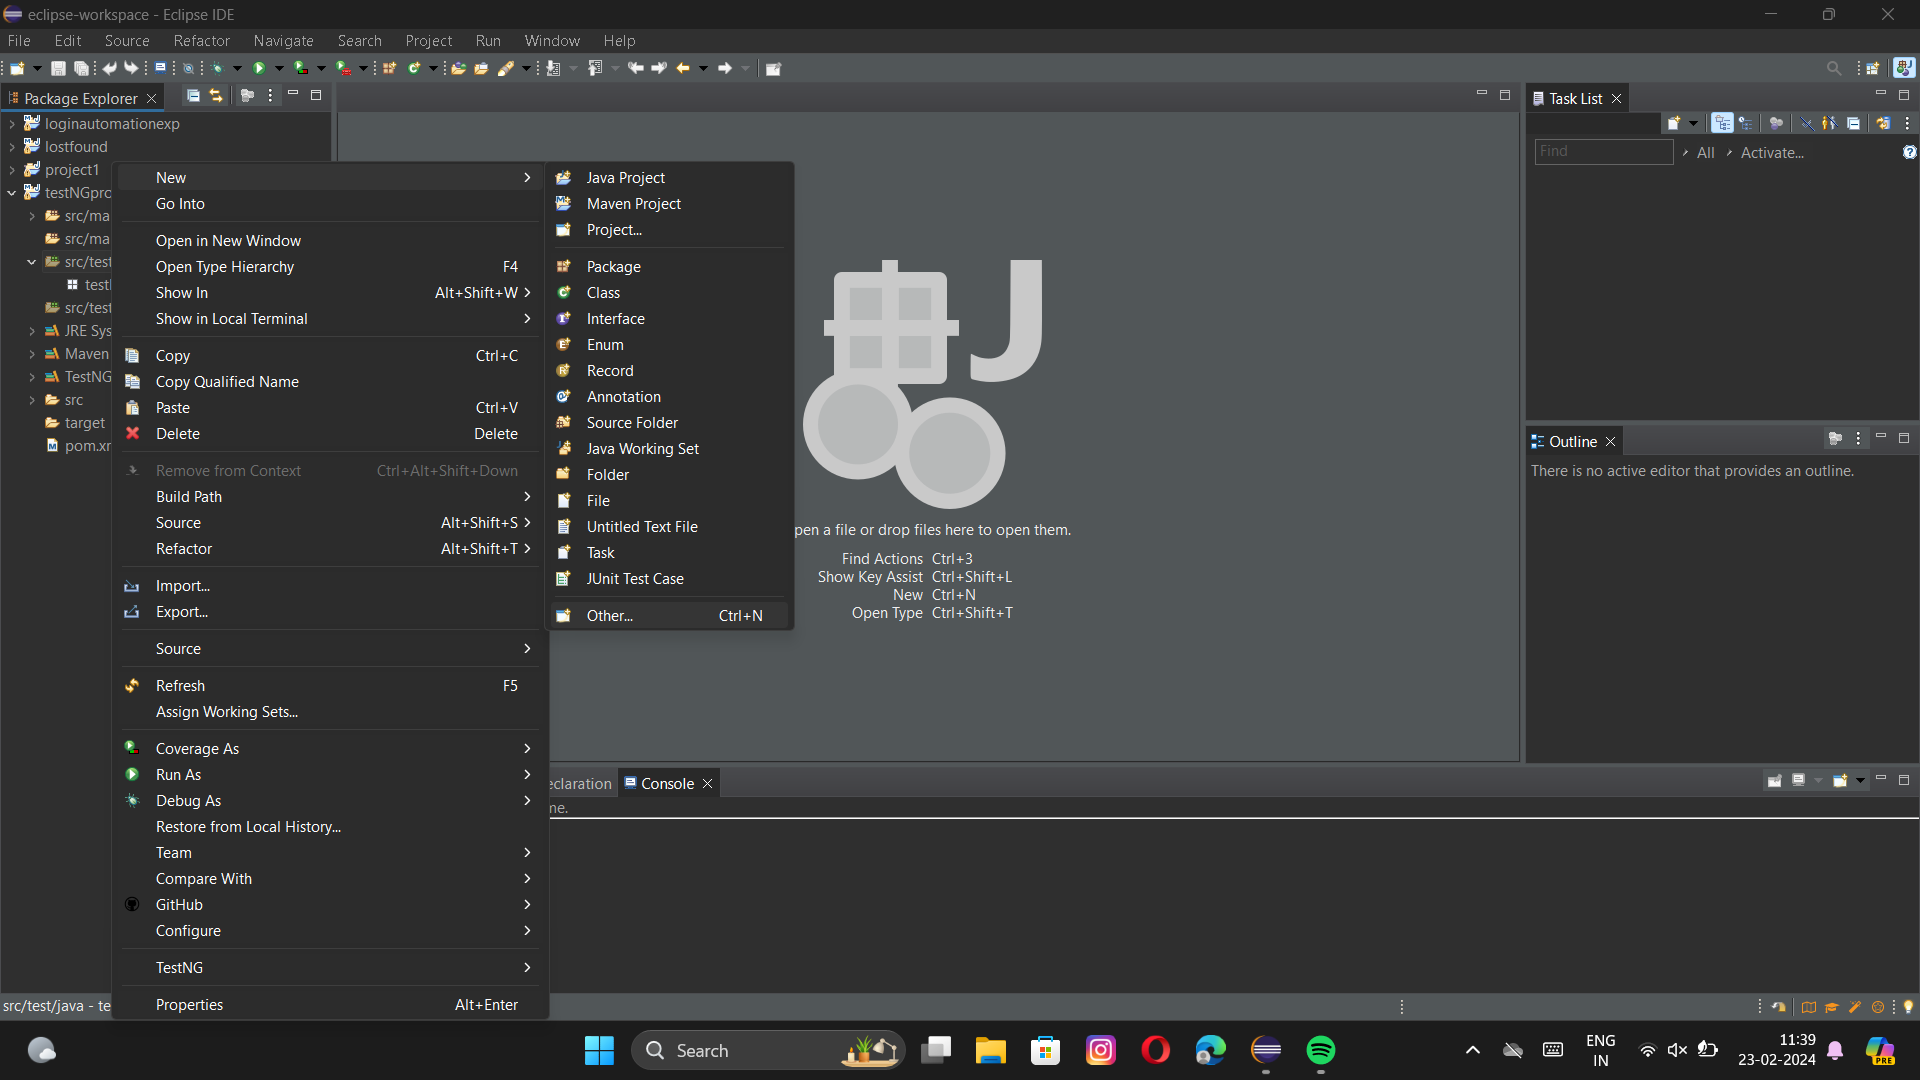 eclipse-workspace - Eclipse IDE
File Edit Source Refactor Navigate Search Project Run Window Help
Package Explorer
loginautomationexp
lostfound
project1
testNGpro
src/ma
src/ma
src/test
test
src/test
JRE Sys
Maven
TestNG
src
target
pom.xm
New
Go Into
Open in New Window
Open Type Hierarchy F4
Show In Alt+Shift+W
Show in Local Terminal
Copy Ctrl+C
Copy Qualified Name
Paste Ctrl+V
Delete Delete
Remove from Context Ctrl+Alt+Shift+Down
Build Path
Source Alt+Shift+S
Refactor Alt+Shift+T
Import...
Export...
Source
Refresh F5
Assign Working Sets...
Coverage As
Run As
Debug As
Restore from Local History...
Team
Compare With
GitHub
Configure
TestNG
Properties Alt+Enter
Java Project
Maven Project
Project...
Package
Class
Interface
Enum
Record
Annotation
Source Folder
Java Working Set
Folder
File
Untitled Text File
Task
JUnit Test Case
Other... Ctrl+N
J
pen a file or drop files here to open them.
Find Actions Ctrl+3
Show Key Assist Ctrl+Shift+L
New Ctrl+N
Open Type Ctrl+Shift+T
Task List
Find All Activate...
Outline
There is no active editor that provides an outline.
eclaration Console
me.
src/test/java - te
Search
ENG
IN
11:39
23-02-2024
PRE